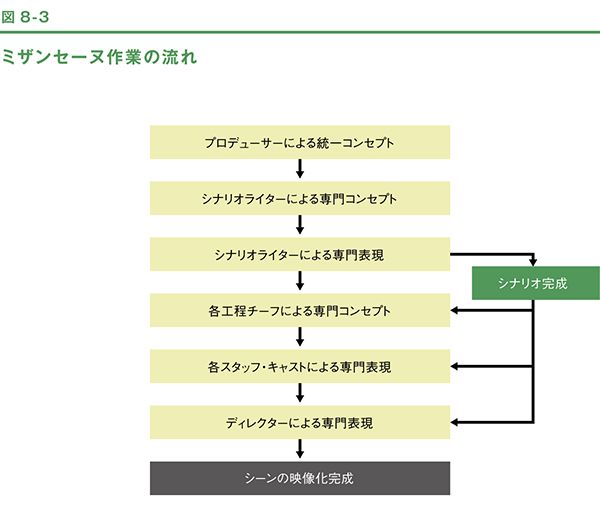 図 8-3
ミザンセーヌ作業の流れ
プロデューサーによる統一コンセプト
シナリオライターによる専門コンセプト
シナリオライターによる専門表現
シナリオ完成
各工程チーフによる専門コンセプト
各スタッフ・キャストによる専門表現
ディレクターによる専門表現
シーンの映像化完成